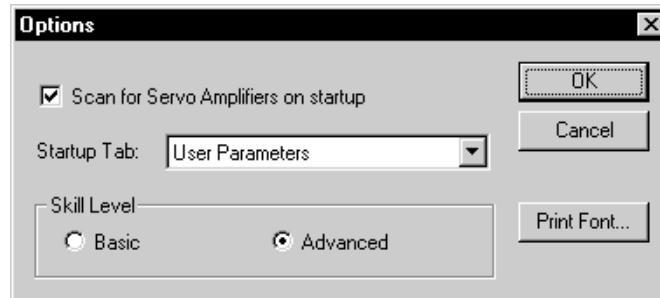 Options
Scan for Servo Amplifiers on startup
OK
Cancel
Startup Tab: User Parameters
Skill Level
Basic Advanced
Print Font...